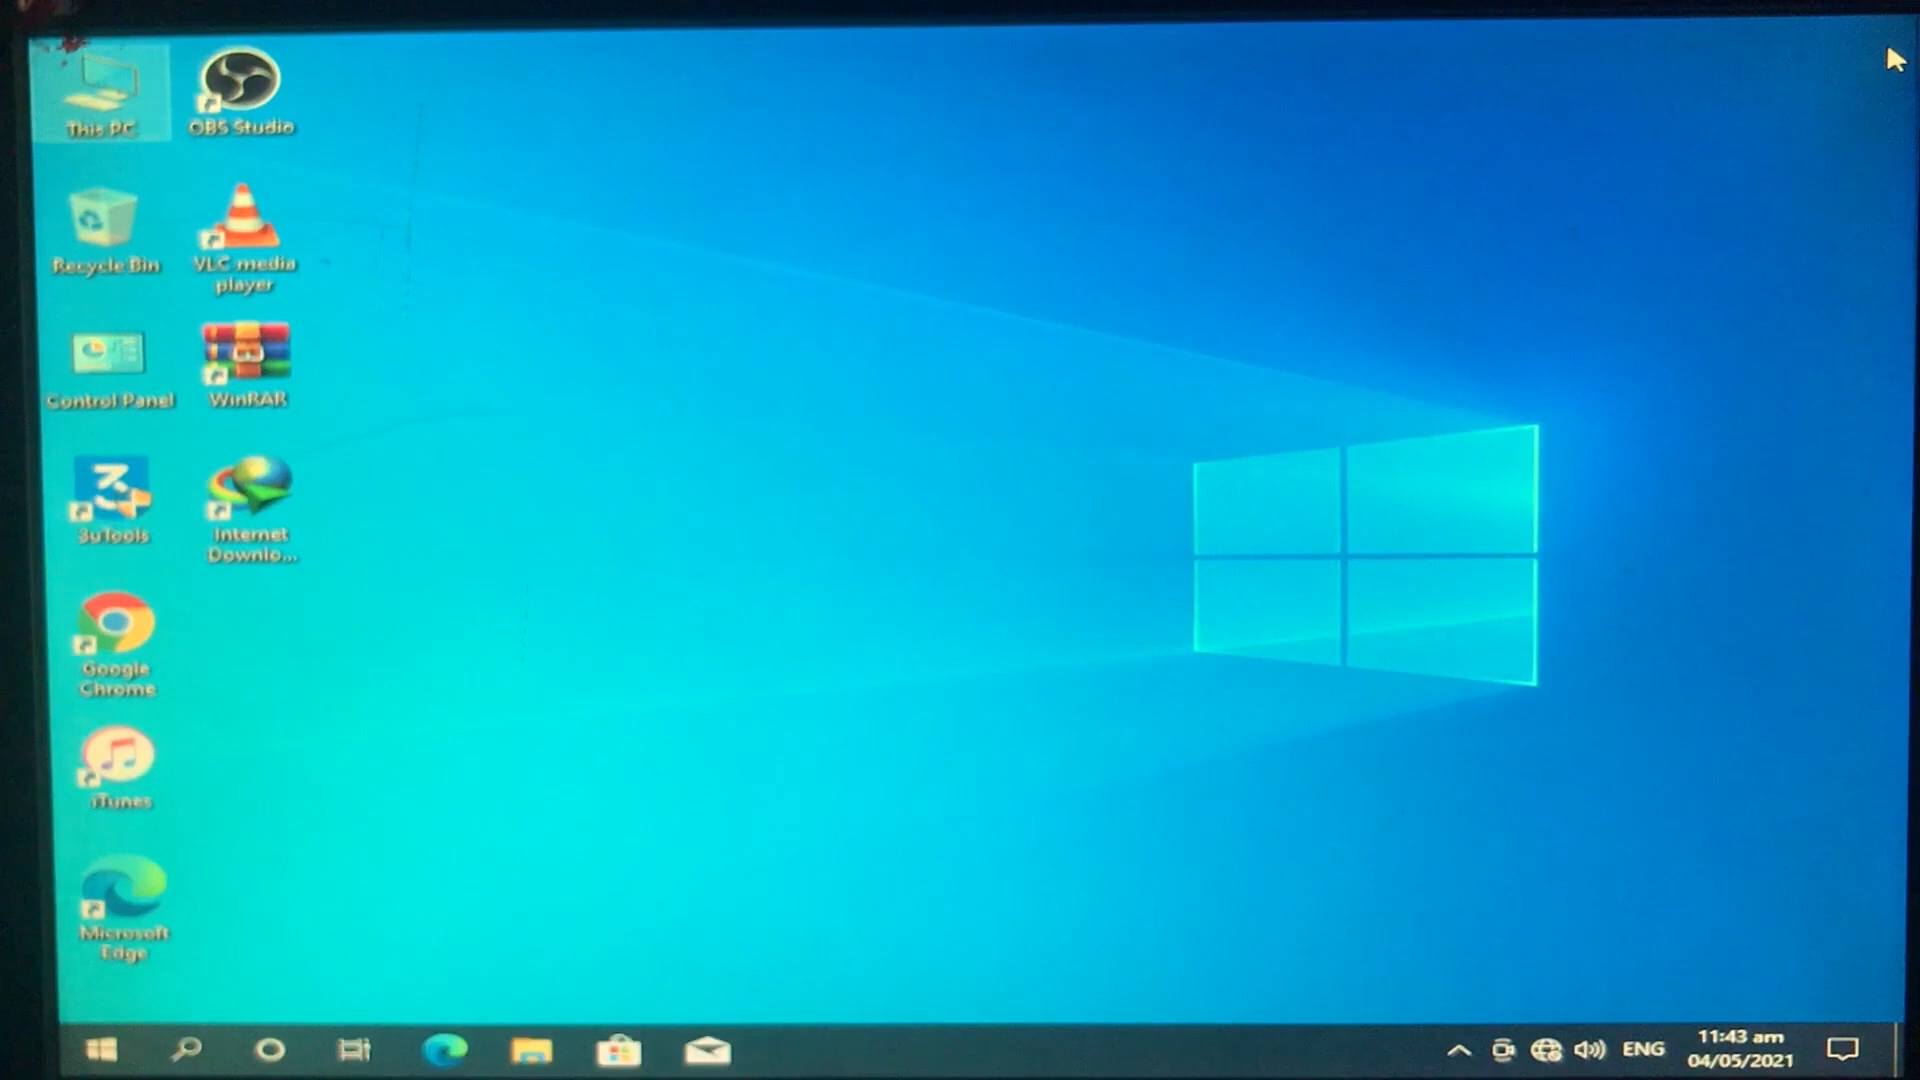 This PC
OBS Studio
Recycle Bin
VLC media
player
Control Panel
WinRAR
3uTools
Internet
Downlo...
Google
Chrome
iTunes
Microsoft
Edge
ENG
11:43 am
04/05/2021